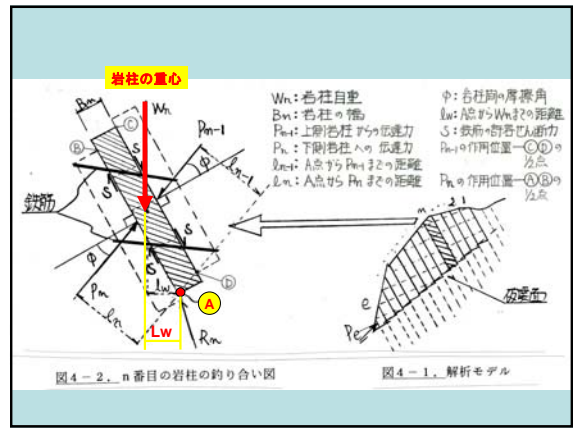 岩柱の重心
Wn
Bn
C
B
Pn-1
φ
ln-1
S
鉄筋
S
S
S
φ
D
lw
Pn
A
ln
Lw
Rn
Wn:岩柱自重
Bn:岩柱の幅
Pn-1:上側岩柱からの伝達力
Pn:下側岩柱への伝達力
ln-1:A点からPn-1までの距離
ln:A点からPnまでの距離
φ:岩柱間の摩擦角
lw:A点からWnまでの距離
S:鉄筋の許容せん断力
Pn-1の作用位置—ⒸⒹの
1/2点
Pnの作用位置—ⒶⒷの
1/2点
n
2 1
e
Pe
仮定面
図4-2. n番目の岩柱の釣り合い図
図4-1. 解析モデル